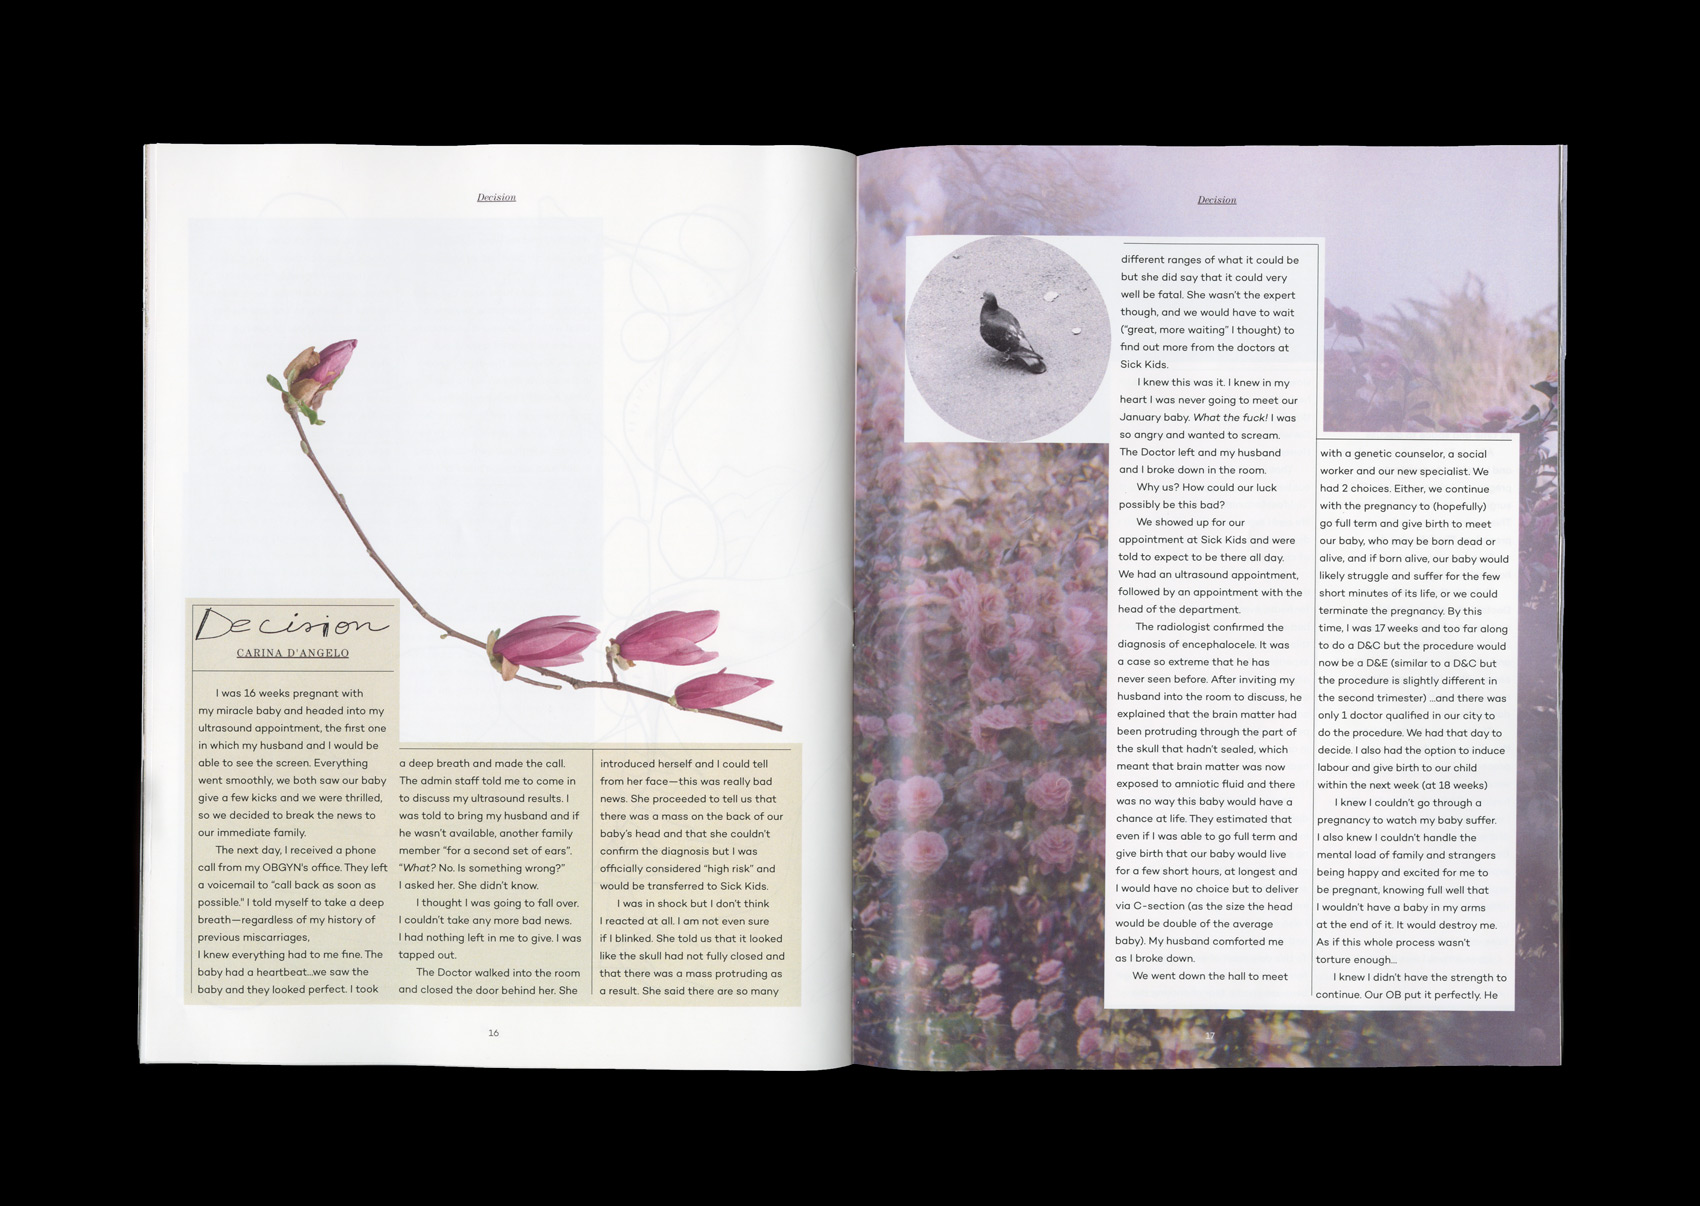 Decision
Decision
CARINA D'ANGELO
I was 16 weeks pregnant with
my miracle baby and headed into my
ultrasound appointment, the first one
in which my husband and I would be
able to see the screen. Everything
went smoothly, we both saw our baby
give a few kicks and we were thrilled,
so we decided to break the news to
our immediate family.
The next day, I received a phone
call from my OBGYN's office. They left
a voicemail to “call back as soon as
possible.” I told myself to take a deep
breath—regardless of my history of
previous miscarriages,
I knew everything had to me fine. The
baby had a heartbeat...we saw the
baby and they looked perfect. I took
a deep breath and made the call.
The admin staff told me to come in
to discuss my ultrasound results. I
was told to bring my husband and if
he wasn't available, another family
member “for a second set of ears”.
“What? No. Is something wrong?”
I asked her. She didn't know.
I thought I was going to fall over.
I couldn't take any more bad news.
I had nothing left in me to give. I was
tapped out.
The Doctor walked into the room
and closed the door behind her. She
introduced herself and I could tell
from her face—this was really bad
news. She proceeded to tell us that
there was a mass on the back of our
baby's head and that she couldn't
confirm the diagnosis but I was
officially considered “high risk” and
would be transferred to Sick Kids.
I was in shock but I don't think
I reacted at all. I am not even sure
if I blinked. She told us that it looked
like the skull had not fully closed and
that there was a mass protruding as
a result. She said there are so many
16
Decision
different ranges of what it could be
but she did say that it could very
well be fatal. She wasn't the expert
though, and we would have to wait
(“great, more waiting” I thought) to
find out more from the doctors at
Sick Kids.
I knew this was it. I knew in my
heart I was never going to meet our
January baby. What the fuck! I was
so angry and wanted to scream.
The Doctor left and my husband
and I broke down in the room.
Why us? How could our luck
possibly be this bad?
We showed up for our
appointment at Sick Kids and were
told to expect to be there all day.
We had an ultrasound appointment,
followed by an appointment with the
head of the department.
The radiologist confirmed the
diagnosis of encephalocele. It was
a case so extreme that he has
never seen before. After inviting my
husband into the room to discuss, he
explained that the brain matter had
been protruding through the part of
the skull that hadn't sealed, which
meant that brain matter was now
exposed to amniotic fluid and there
was no way this baby would have a
chance at life. They estimated that
even if I was able to go full term and
give birth that our baby would live
for a few short hours, at longest and
I would have no choice but to deliver
via C-section (as the size the head
would be double of the average
baby). My husband comforted me
as I broke down.
We went down the hall to meet
with a genetic counselor, a social
worker and our new specialist. We
had 2 choices. Either, we continue
with the pregnancy to (hopefully)
go full term and give birth to meet
our baby, who may be born dead or
alive, and if born alive, our baby would
likely struggle and suffer for the few
short minutes of its life, or we could
terminate the pregnancy. By this
time, I was 17 weeks and too far along
to do a D&C but the procedure would
now be a D&E (similar to a D&C but
the procedure is slightly different in
the second trimester) ...and there was
only 1 doctor qualified in our city to
do the procedure. We had that day to
decide. I also had the option to induce
labour and give birth to our child
within the next week (at 18 weeks)
I knew I couldn't go through a
pregnancy to watch my baby suffer.
I also knew I couldn't handle the
mental load of family and strangers
being happy and excited for me to
be pregnant, knowing full well that
I wouldn't have a baby in my arms
at the end of it. It would destroy me.
As if this whole process wasn't
torture enough...
I knew I didn't have the strength to
continue. Our OB put it perfectly. He
17